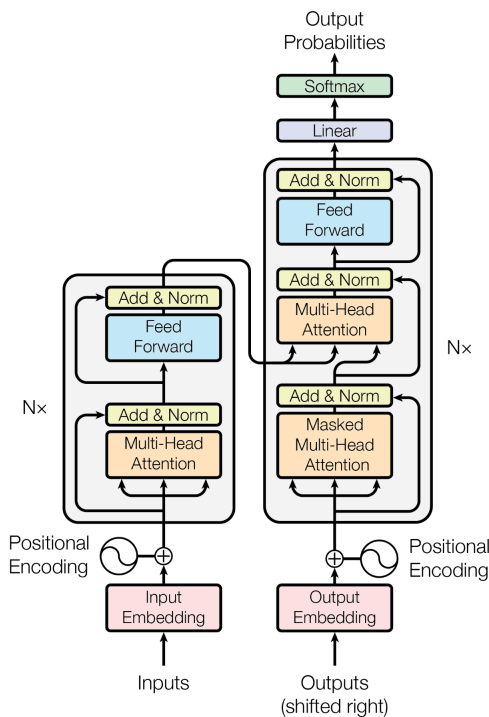 Output
Probabilities
Softmax
Linear
Add & Norm
Feed
Forward
Add & Norm
Multi-Head
Attention
Add & Norm
Masked
Multi-Head
Attention
N×
Positional
Encoding
Output
Embedding
Outputs
(shifted right)
Add & Norm
Feed
Forward
Add & Norm
Multi-Head
Attention
N×
Positional
Encoding
Input
Embedding
Inputs